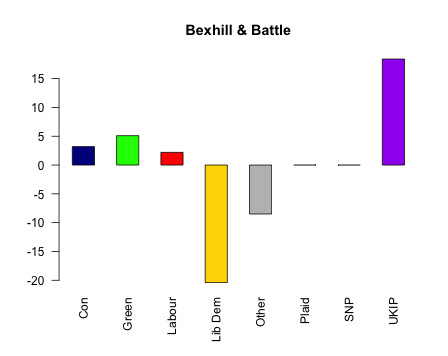 Bexhill & Battle
15
10
5
0
-5
-10
-15
-20
Con
Green
Labour
Lib Dem
Other
Plaid
SNP
UKIP